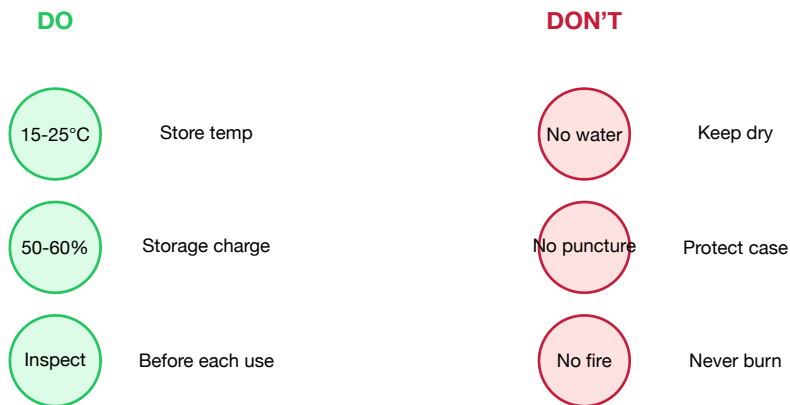 DO
15-25°C
Store temp
50-60%
Storage charge
Inspect
Before each use
DON’T
No water
Keep dry
No puncture
Protect case
No fire
Never burn